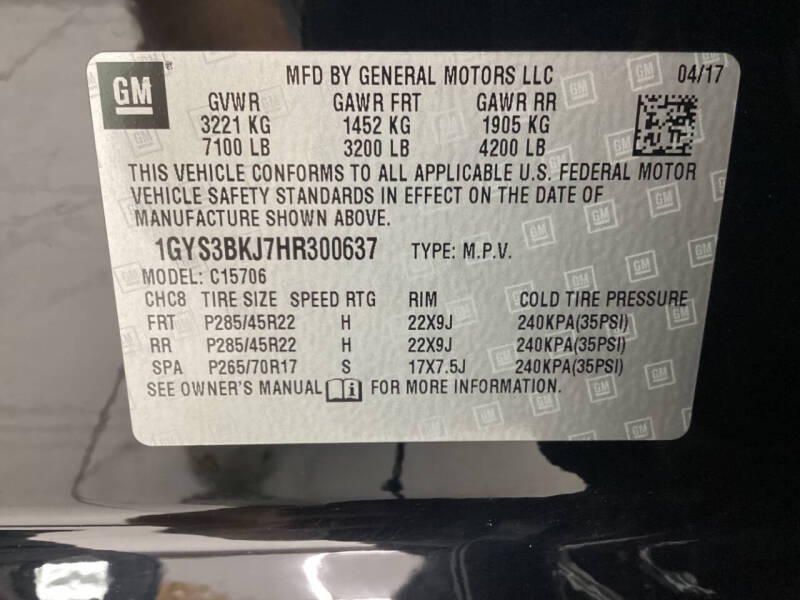 GM MFD BY GENERAL MOTORS LLC 04/17
GVWR GAWR FRT GAWR RR
3221 KG 1452 KG 1905 KG
7100 LB 3200 LB 4200 LB
THIS VEHICLE CONFORMS TO ALL APPLICABLE U.S. FEDERAL MOTOR
VEHICLE SAFETY STANDARDS IN EFFECT ON THE DATE OF
MANUFACTURE SHOWN ABOVE.
1GYS3BKJ7HR300637 TYPE: M.P.V.
MODEL: C15706
CHC8 TIRE SIZE SPEED RTG RIM COLD TIRE PRESSURE
FRT P285/45R22 H 22X9J 240KPA(35PSI)
RR P285/45R22 H 22X9J 240KPA(35PSI)
SPA P265/70R17 S 17X7.5J 240KPA(35PSI)
SEE OWNER'S MANUAL FOR MORE INFORMATION.